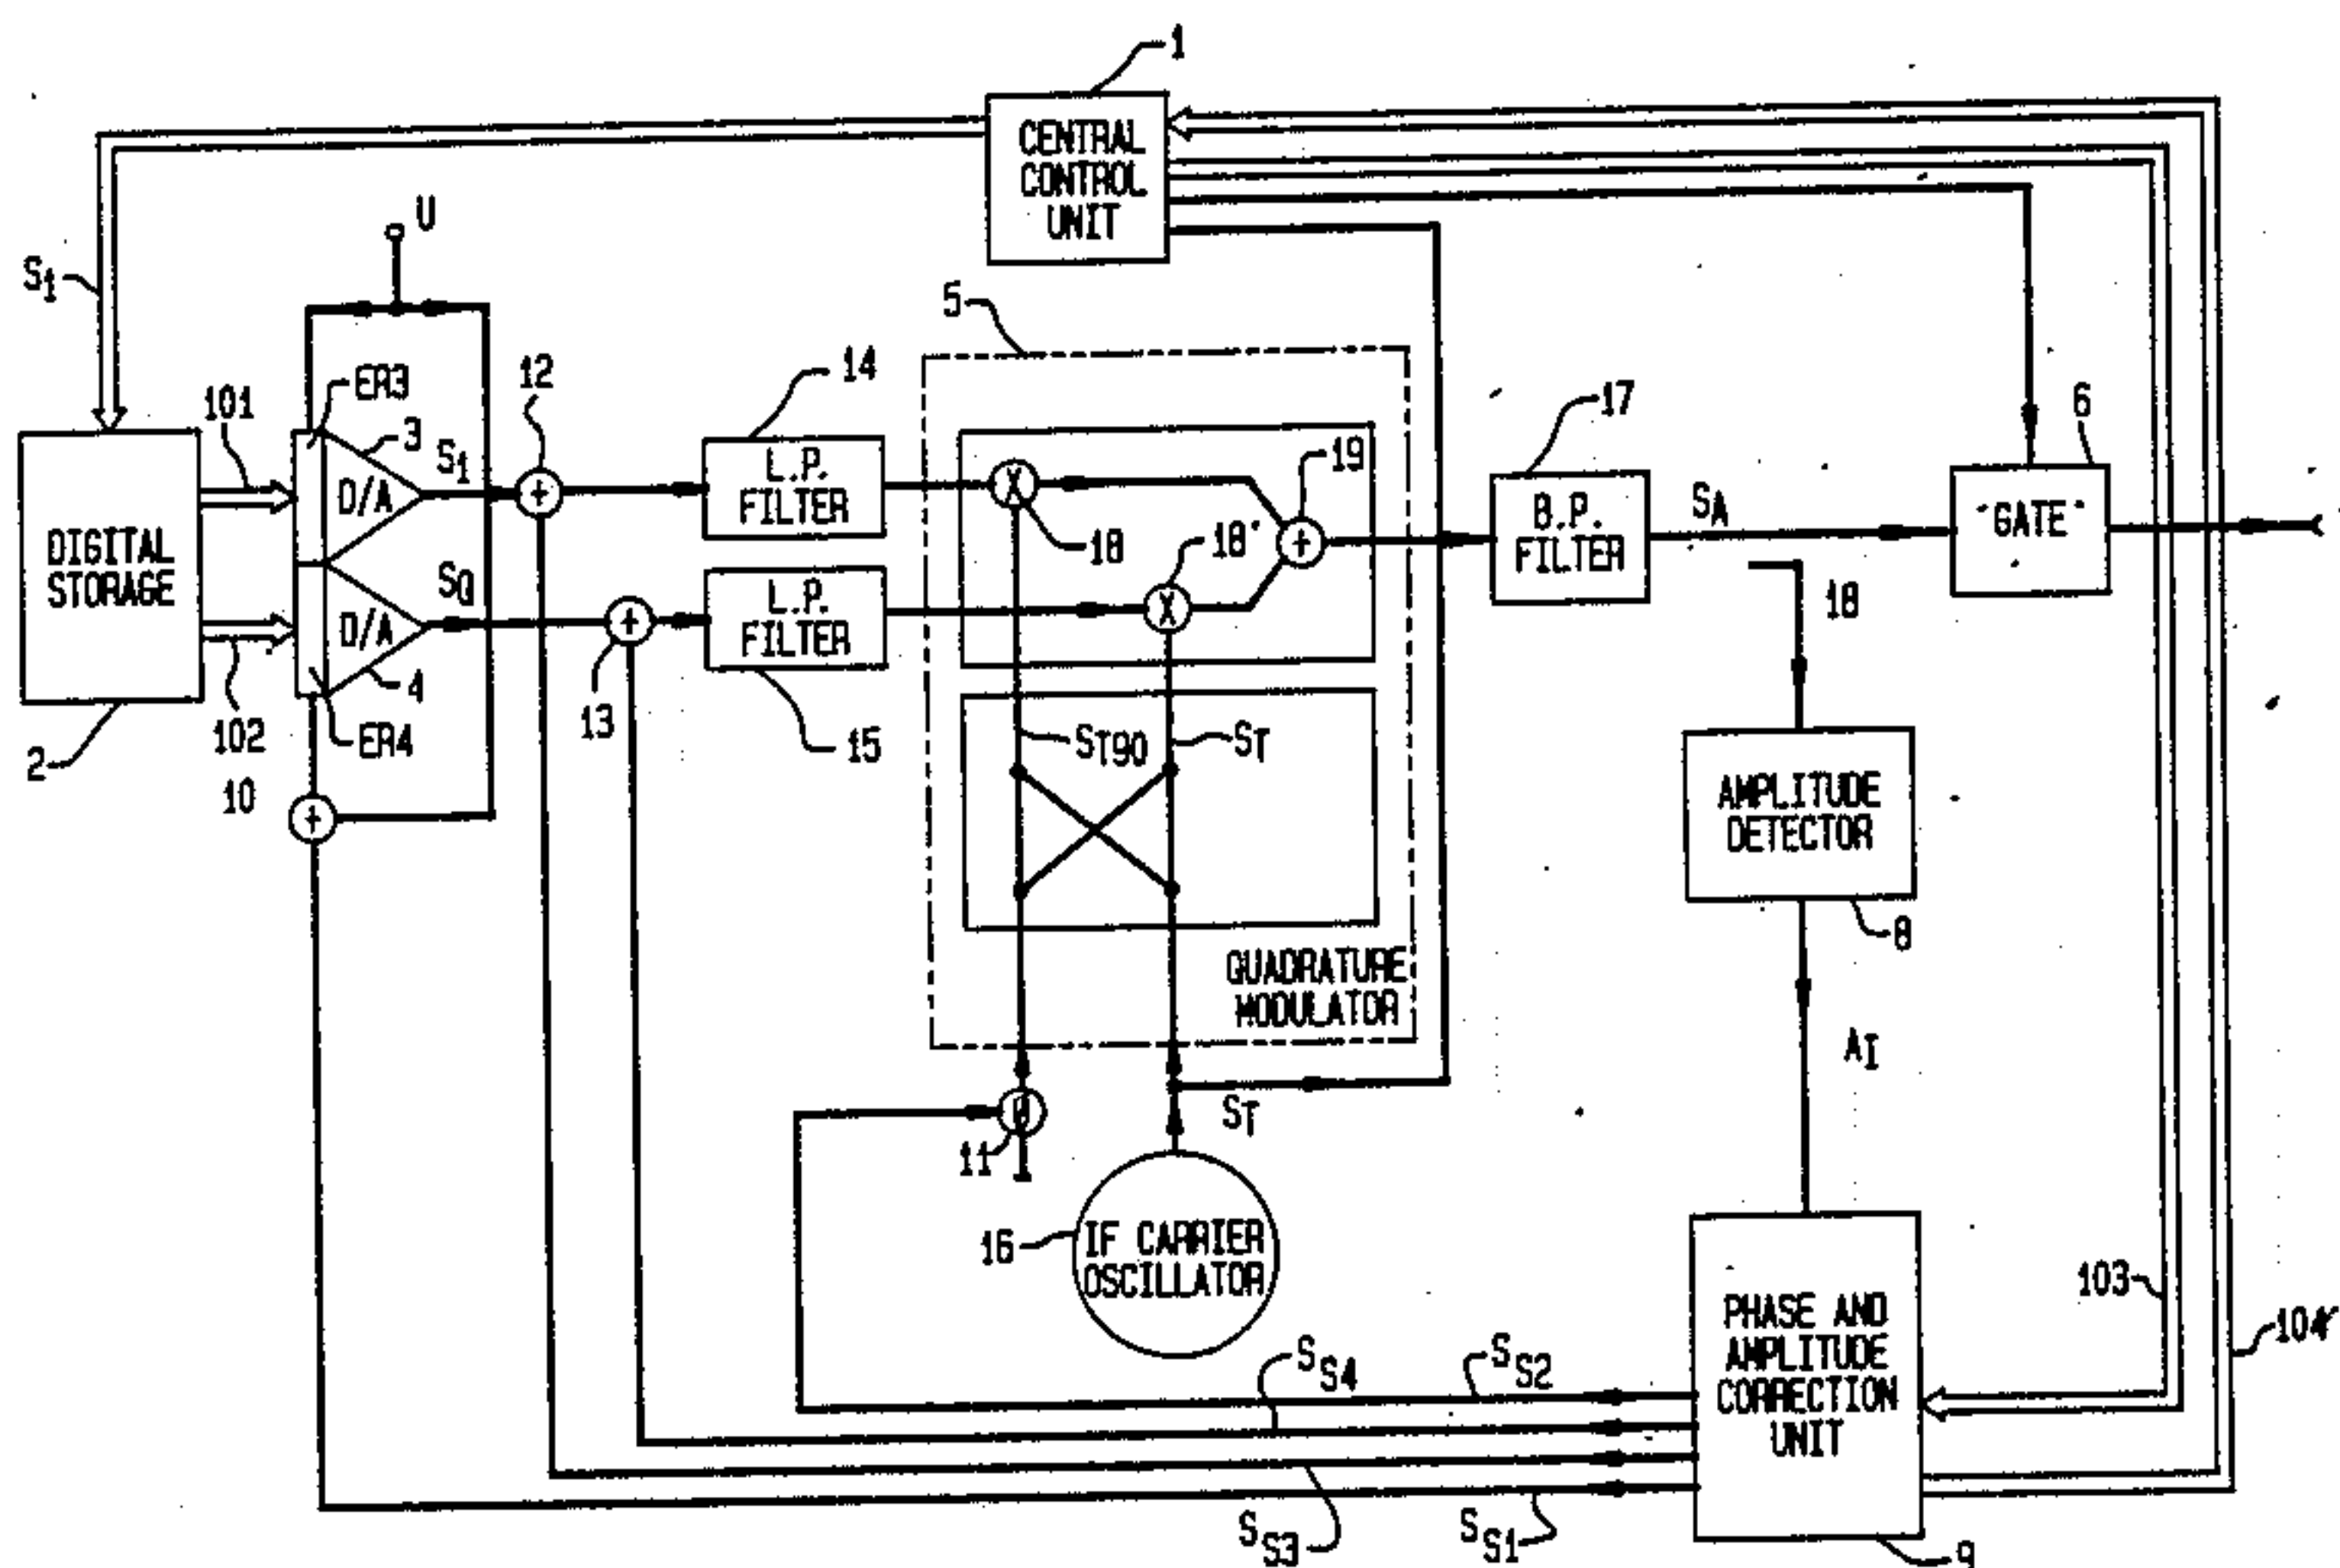 1
CENTRAL
CONTROL
UNIT
U
S1
5
ER3
12
14
17
6
101
3
S1
D/A
L.P.
FILTER
X
18
19
+
B.P.
FILTER
SA
"GATE"
DIGITAL
STORAGE
+
18'
18
SQ
D/A
4
+
L.P.
FILTER
X
102
2
10
ER4
13
15
ST90
ST
AMPLITUDE
DETECTOR
+
8
QUADRATURE
MODULATOR
AI
11
ST
16
IF CARRIER
OSCILLATOR
103
104
PHASE AND
AMPLITUDE
CORRECTION
UNIT
SS4
SS2
SS3
SS1
9